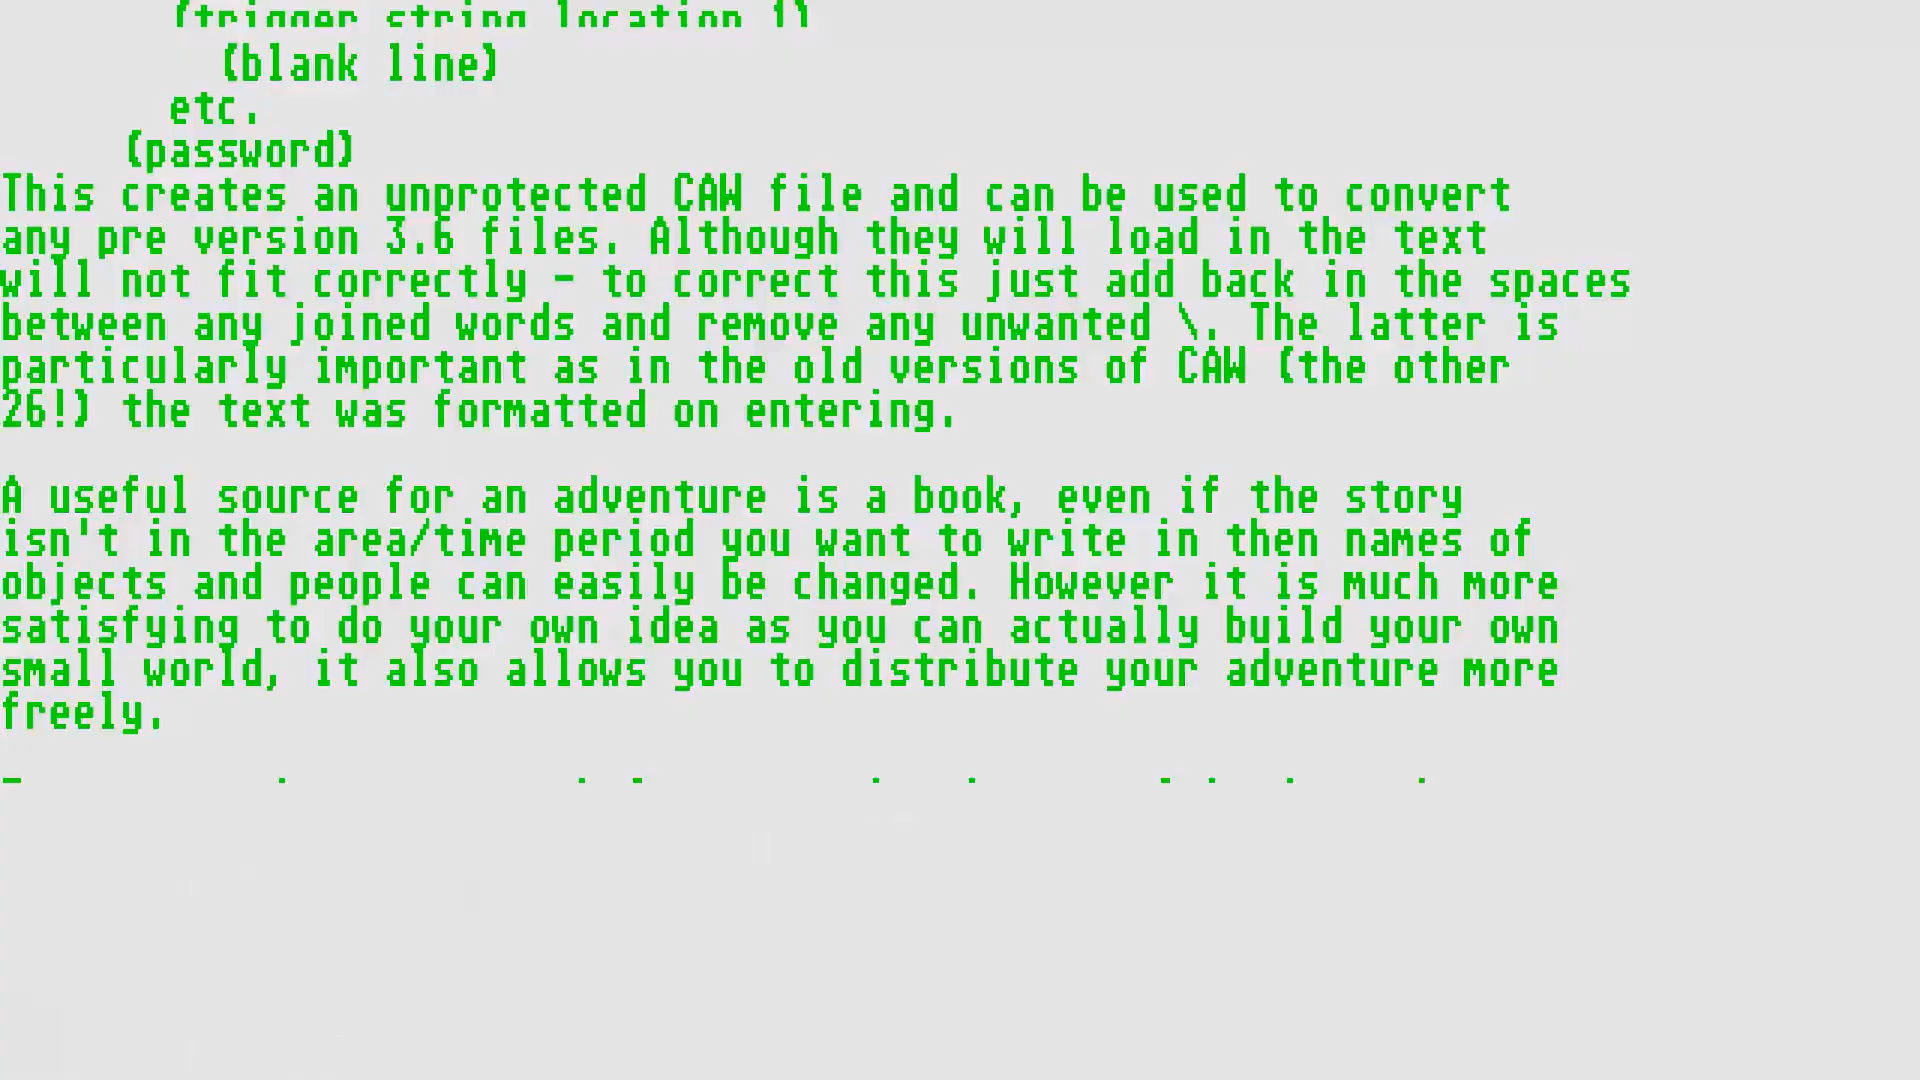 (trigger string location 1)
(blank line)
etc.
(password)
This creates an unprotected CAW file and can be used to convert
any pre version 3.6 files. Although they will load in the text
will not fit correctly - to correct this just add back in the spaces
between any joined words and remove any unwanted \. The latter is
particularly important as in the old versions of CAW (the other
26!) the text was formatted on entering.
A useful source for an adventure is a book, even if the story
isn't in the area/time period you want to write in then names of
objects and people can easily be changed. However it is much more
satisfying to do your own idea as you can actually build your own
small world, it also allows you to distribute your adventure more
freely.